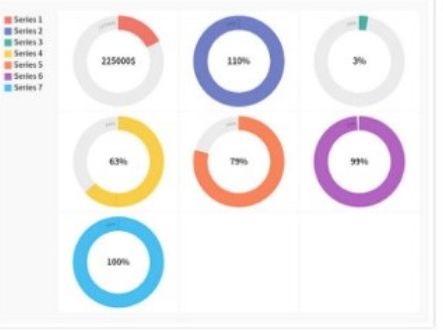 Series 1
Series 2
Series 3
Series 4
Series 5
Series 6
Series 7
225000$
110%
3%
63%
79%
99%
100%